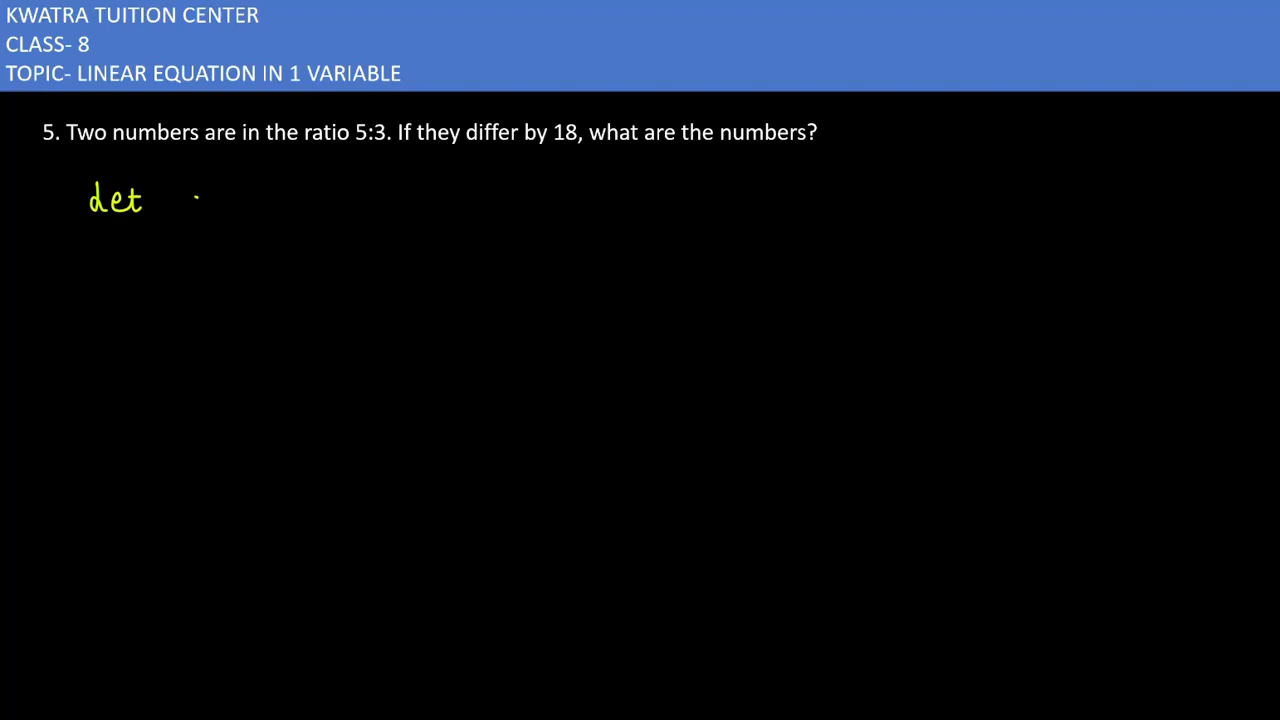 KWATRA TUITION CENTER
CLASS- 8
TOPIC- LINEAR EQUATION IN 1 VARIABLE
5. Two numbers are in the ratio 5:3. If they differ by 18, what are the numbers?
det